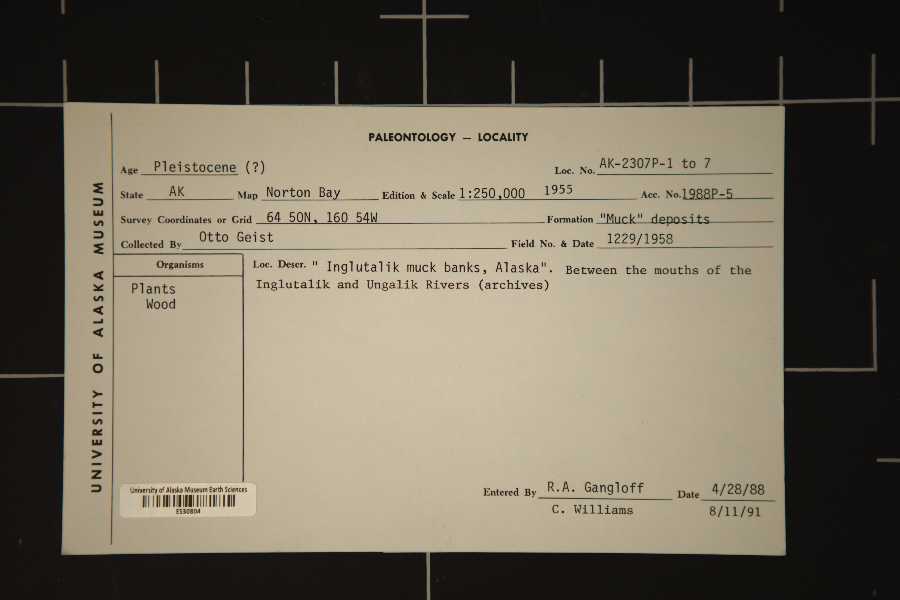 PALEONTOLOGY — LOCALITY
Age Pleistocene (?) Loc. No. AK-2307P-1 to 7
State AK Map Norton Bay Edition & Scale 1:250,000 1955 Acc. No. 1988P-5
Survey Coordinates or Grid 64 50N, 160 54W Formation "Muck" deposits
Collected By Otto Geist Field No. & Date 1229/1958
Organisms
Plants
Wood
Loc. Descr. " Inglutalik muck banks, Alaska". Between the mouths of the
Inglutalik and Ungalik Rivers (archives)
Entered By R.A. Gangloff Date 4/28/88
C. Williams 8/11/91
UNIVERSITY OF ALASKA MUSEUM
University of Alaska Museum Earth Sciences
ES30804